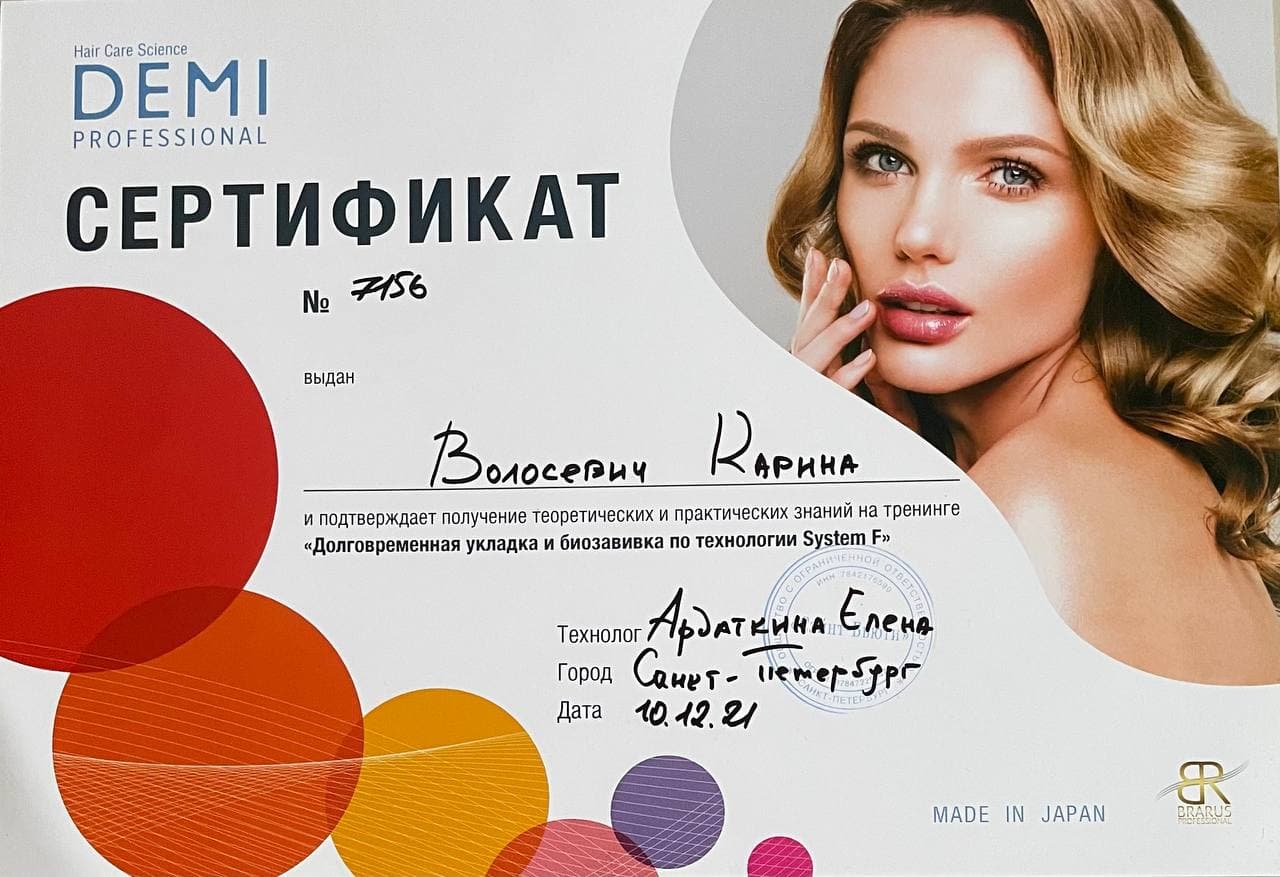 Hair Care Science
DEMI
PROFESSIONAL
СЕРТИФИКАТ
№ 7156
выдан
Волосевич Карина
и подтверждает получение теоретических и практических знаний на тренинге
«Долговременная укладка и биозавивка по технологии System F»
Технолог Ардаткина Елена
Город Санкт-Петербург
Дата 10.12.21
MADE IN JAPAN
BR
BRARUS
PROFESSIONAL